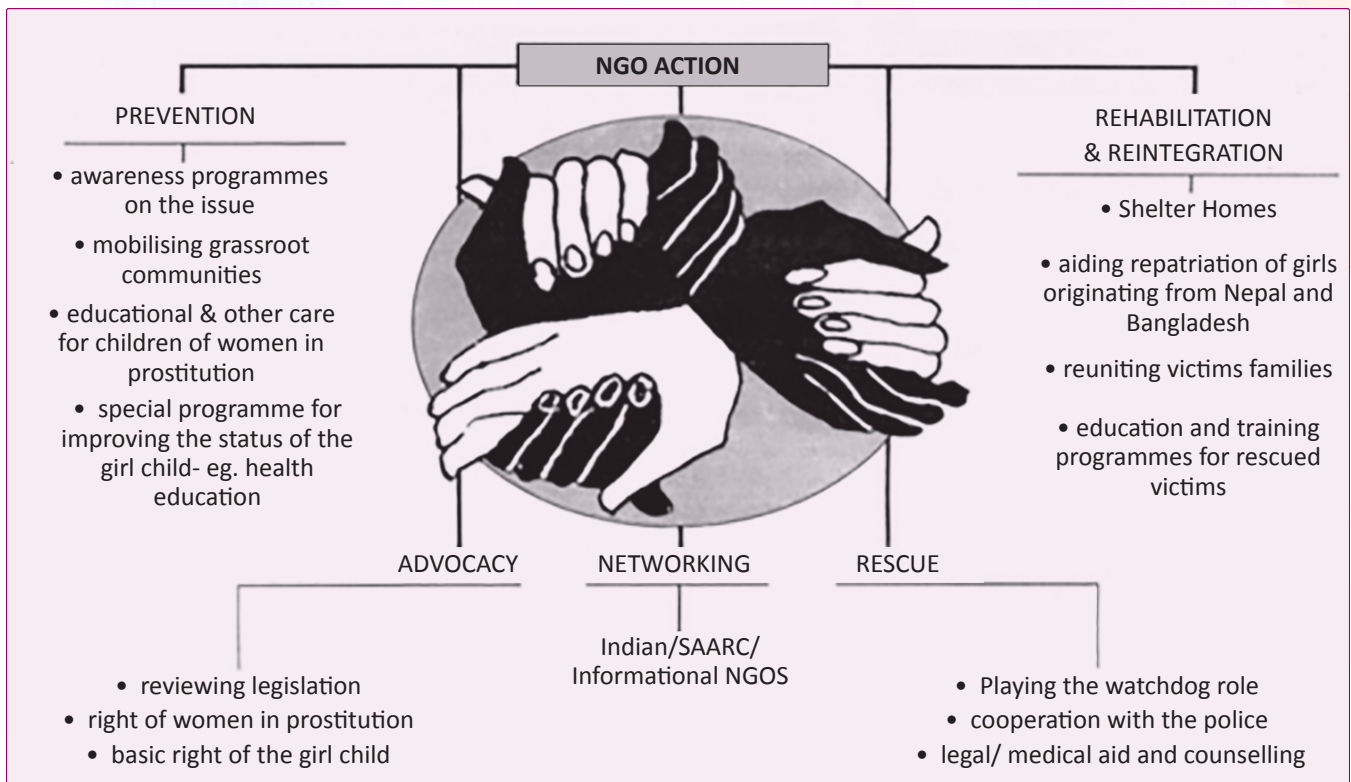 NGO ACTION
PREVENTION
• awareness programmes
on the issue
• mobilising grassroot
communities
• educational & other care
for children of women in
prostitution
• special programme for
improving the status of the
girl child- eg. health
education
REHABILITATION
& REINTEGRATION
• Shelter Homes
• aiding repatriation of girls
originating from Nepal and
Bangladesh
• reuniting victims families
• education and training
programmes for rescued
victims
ADVOCACY
• reviewing legislation
• right of women in prostitution
• basic right of the girl child
NETWORKING
Indian/SAARC/
Informational NGOS
RESCUE
• Playing the watchdog role
• cooperation with the police
• legal/ medical aid and counselling